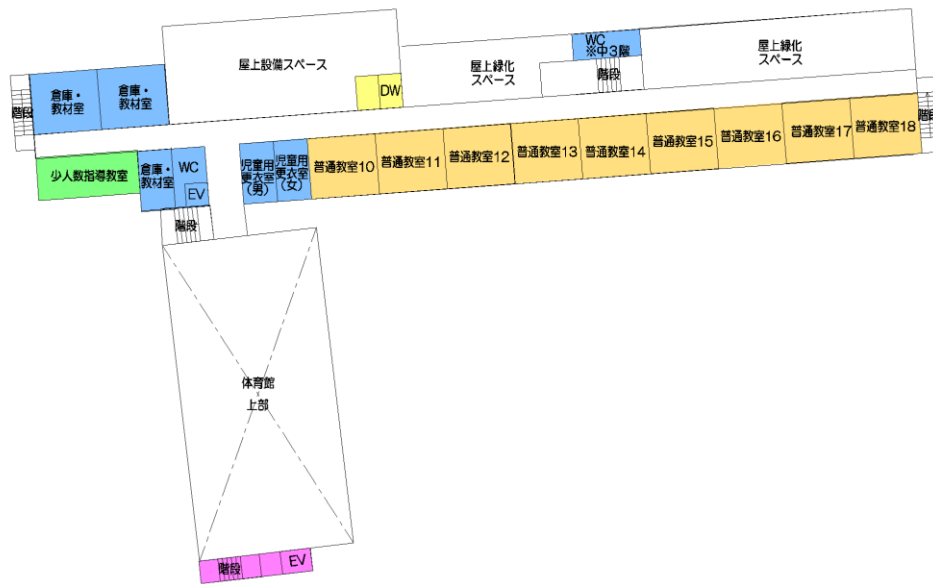 屋上設備スペース
WC
※中3階
屋上緑化
スペース
屋上緑化
スペース
階段
倉庫・
教材室
倉庫・
教材室
DW
階段
階段
普通教室10
普通教室11
普通教室12
普通教室13
普通教室14
普通教室15
普通教室16
普通教室17
普通教室18
児童用
更衣室
(男)
児童用
更衣室
(女)
少人数指導教室
倉庫・
教材室
WC
EV
階段
体育館
上部
階段
EV